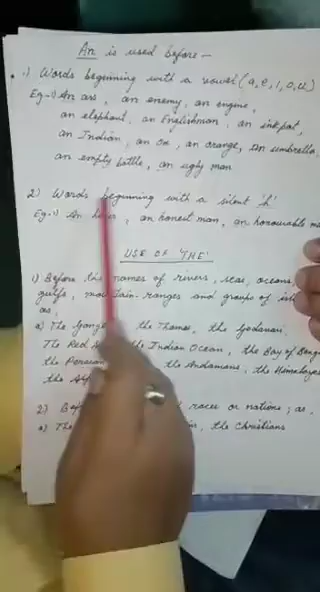 An is used before -
1) Words beginning with a vowel (a, e, i, o, u)
Eg -:) An ass, an enemy, an engine,
an elephant, an Englishman, an inkpot,
an Indian, an ox, an orange, an umbrella,
an empty bottle, an ugly man
2) Words beginning with a silent 'h'
Eg -:) An, an honest man, an honourable
USE OF 'THE'
1) Before the names of rivers, seas, oceans,
gulfs, ranges and groups of
as,
a) The, the Thames, the Godavari,
The Red, Indian Ocean, the Bay of
the, the Andamans, the
the
2) races or nations; as,
a) The, the Christians